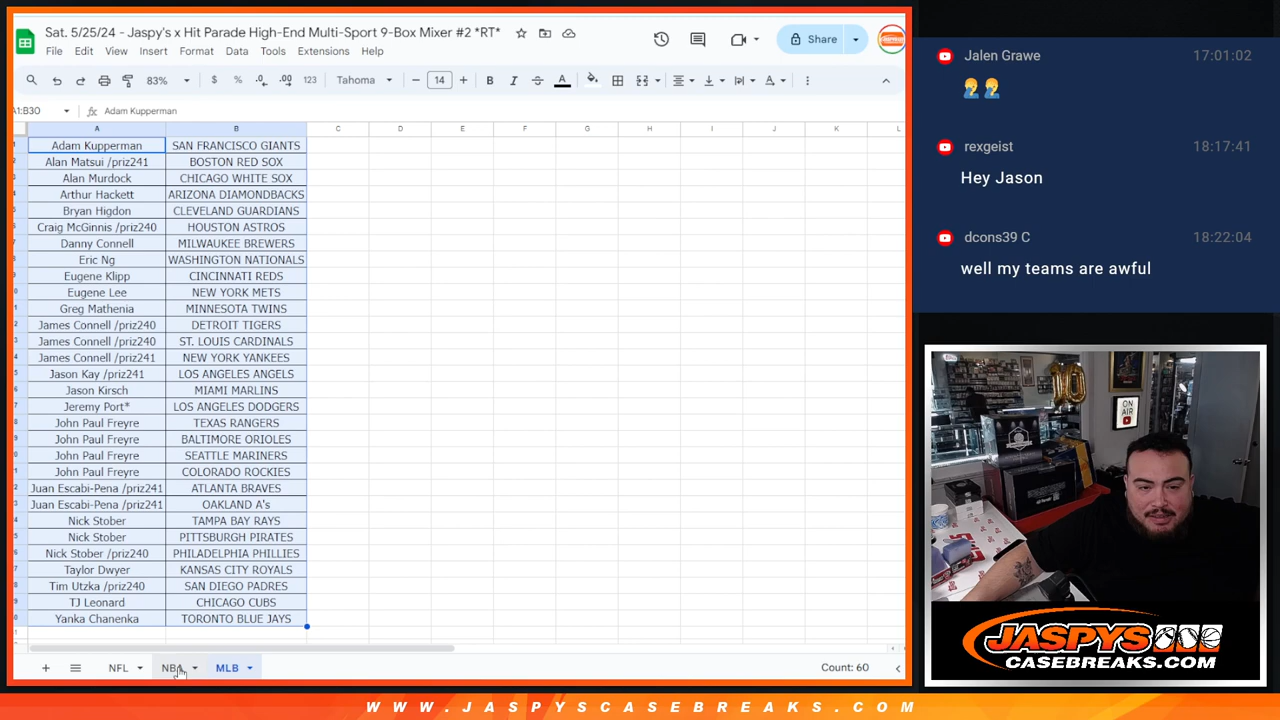 Sat. 5/25/24 - Jaspy's x Hit Parade High-End Multi-Sport 9-Box Mixer #2 *RT*
File Edit View Insert Format Data Tools Extensions Help
Share
83% $ % .0 .00 123 Tahoma 14 B I A
A1:B30 fx Adam Kupperman
A B C D E F G H I J K L
Adam Kupperman SAN FRANCISCO GIANTS
Alan Matsui /priz241 BOSTON RED SOX
Alan Murdock CHICAGO WHITE SOX
Arthur Hackett ARIZONA DIAMONDBACKS
Bryan Higdon CLEVELAND GUARDIANS
Craig McGinnis /priz240 HOUSTON ASTROS
Danny Connell MILWAUKEE BREWERS
Eric Ng WASHINGTON NATIONALS
Eugene Klipp CINCINNATI REDS
Eugene Lee NEW YORK METS
Greg Mathenia MINNESOTA TWINS
James Connell /priz240 DETROIT TIGERS
James Connell /priz240 ST. LOUIS CARDINALS
James Connell /priz241 NEW YORK YANKEES
Jason Kay /priz241 LOS ANGELES ANGELS
Jason Kirsch MIAMI MARLINS
Jeremy Port* LOS ANGELES DODGERS
John Paul Freyre TEXAS RANGERS
John Paul Freyre BALTIMORE ORIOLES
John Paul Freyre SEATTLE MARINERS
John Paul Freyre COLORADO ROCKIES
Juan Escabi-Pena /priz241 ATLANTA BRAVES
Juan Escabi-Pena /priz241 OAKLAND A's
Nick Stober TAMPA BAY RAYS
Nick Stober PITTSBURGH PIRATES
Nick Stober /priz240 PHILADELPHIA PHILLIES
Taylor Dwyer KANSAS CITY ROYALS
Tim Utzka /priz240 SAN DIEGO PADRES
TJ Leonard CHICAGO CUBS
Yanka Chanenka TORONTO BLUE JAYS
NFL NBA MLB Count: 60
Jalen Grawe 17:01:02
rexgeist 18:17:41
Hey Jason
dcons39 C 18:22:04
well my teams are awful
ON
AIR
JASPYS
CASEBREAKS.COM
WWW.JASPYSCASEBREAKS.COM